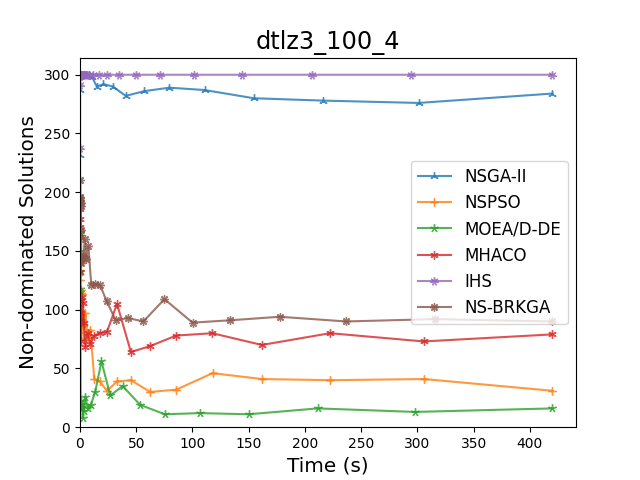 dtlz3_100_4
Non-dominated Solutions
300
250
200
150
100
50
0
NSGA-II
NSPSO
MOEA/D-DE
MHACO
IHS
NS-BRKGA
0 50 100 150 200 250 300 350 400
Time (s)